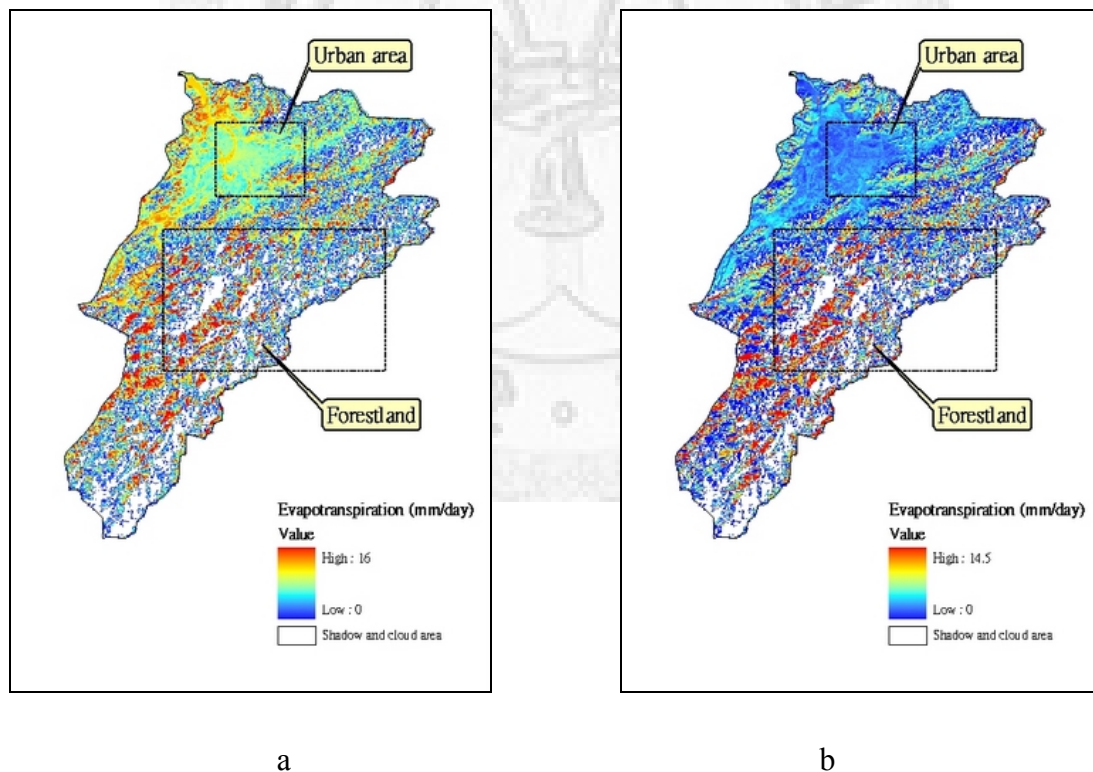 Urban area
Forestland
Evapotranspiration (mm/day)
Value
High : 16
Low : 0
Shadow and cloud area
a
Urban area
Forestland
Evapotranspiration (mm/day)
Value
High : 14.5
Low : 0
Shadow and cloud area
b